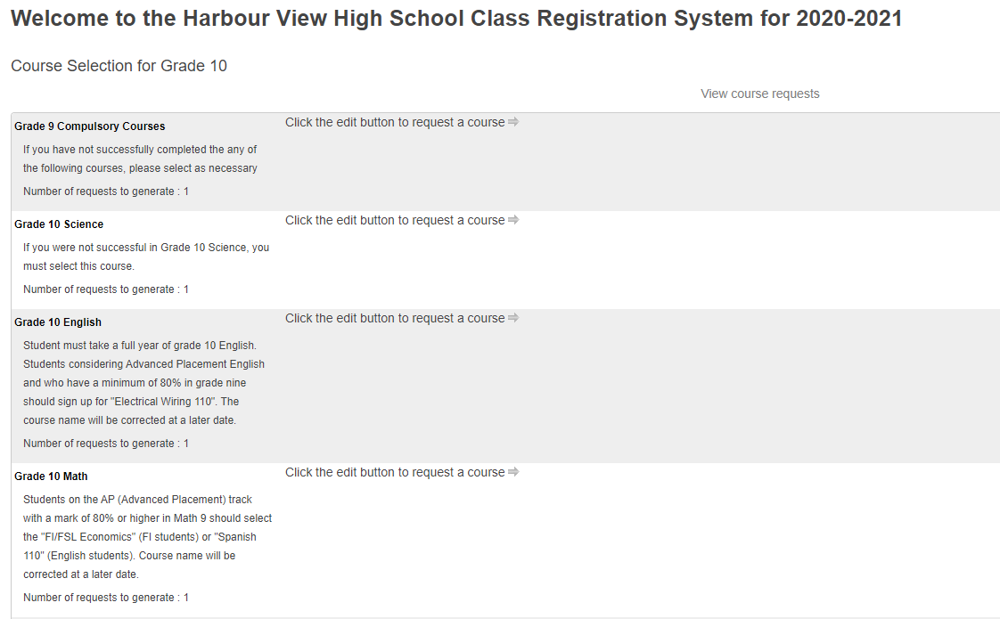 Welcome to the Harbour View High School Class Registration System for 2020-2021
Course Selection for Grade 10
View course requests
Grade 9 Compulsory Courses
Click the edit button to request a course ⇨
If you have not successfully completed the any of
the following courses, please select as necessary
Number of requests to generate : 1
Grade 10 Science
Click the edit button to request a course ⇨
If you were not successful in Grade 10 Science, you
must select this course.
Number of requests to generate : 1
Grade 10 English
Click the edit button to request a course ⇨
Student must take a full year of grade 10 English.
Students considering Advanced Placement English
and who have a minimum of 80% in grade nine
should sign up for "Electrical Wiring 110". The
course name will be corrected at a later date.
Number of requests to generate : 1
Grade 10 Math
Click the edit button to request a course ⇨
Students on the AP (Advanced Placement) track
with a mark of 80% or higher in Math 9 should select
the "FI/FSL Economics" (FI students) or "Spanish
110" (English students). Course name will be
corrected at a later date.
Number of requests to generate : 1